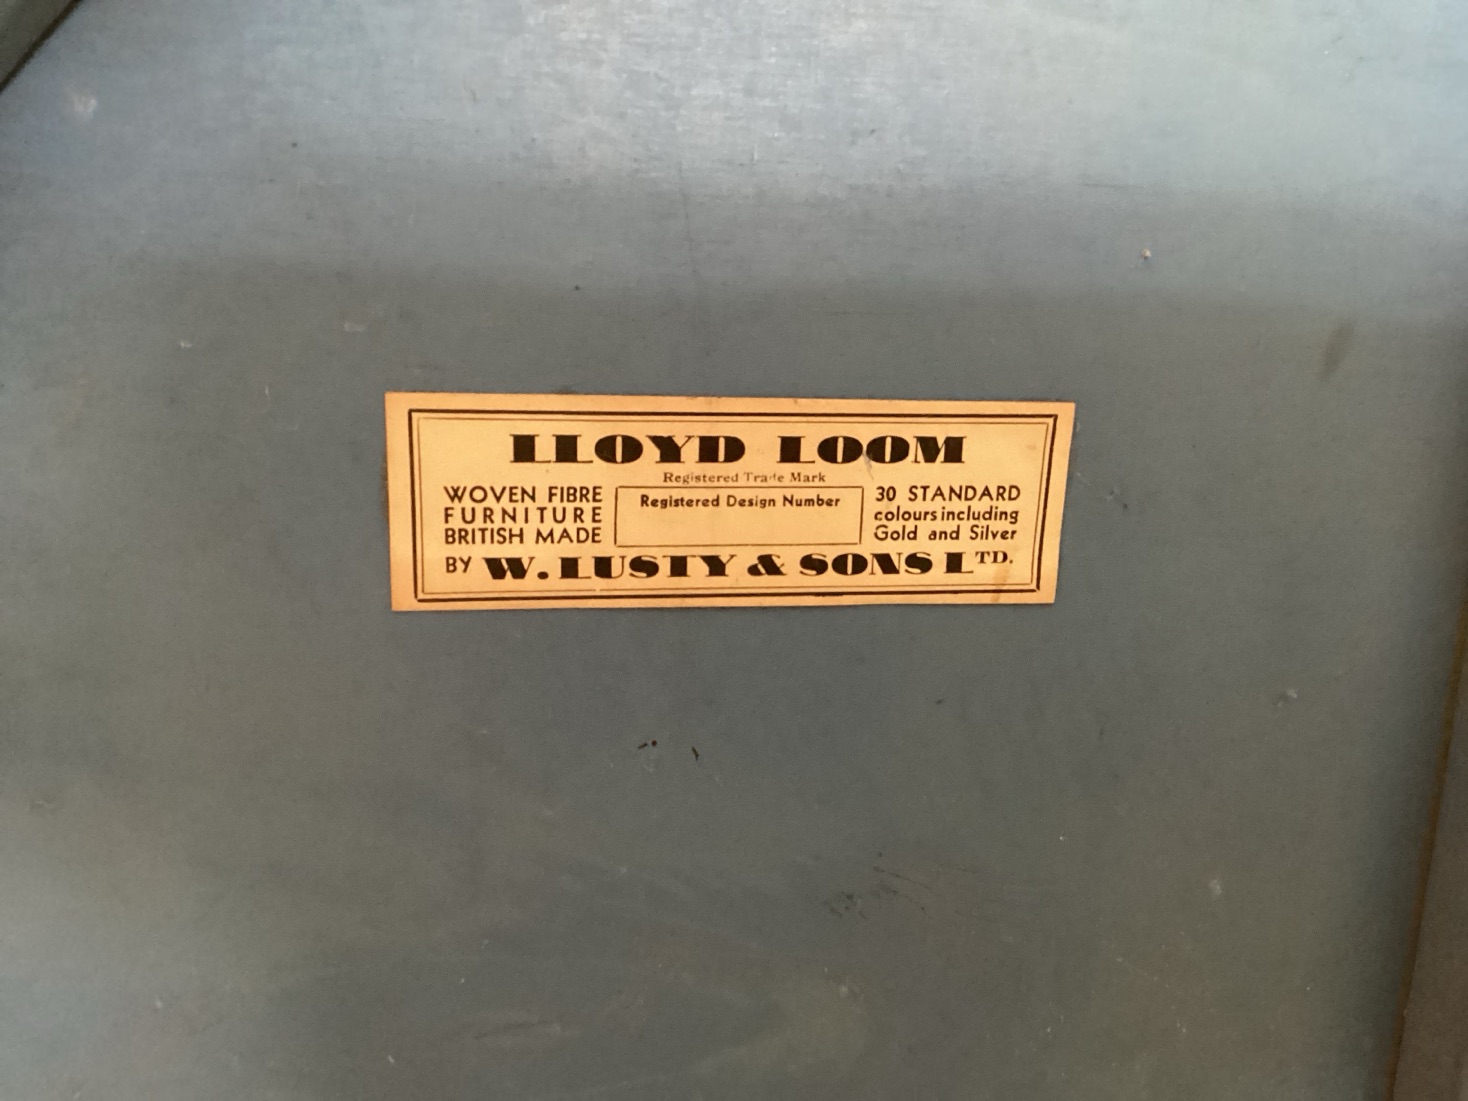 LLOYD LOOM
Registered Trade Mark
WOVEN FIBRE
FURNITURE
BRITISH MADE
Registered Design Number
30 STANDARD
colours including
Gold and Silver
BY W. LUSTY & SONS LTD.